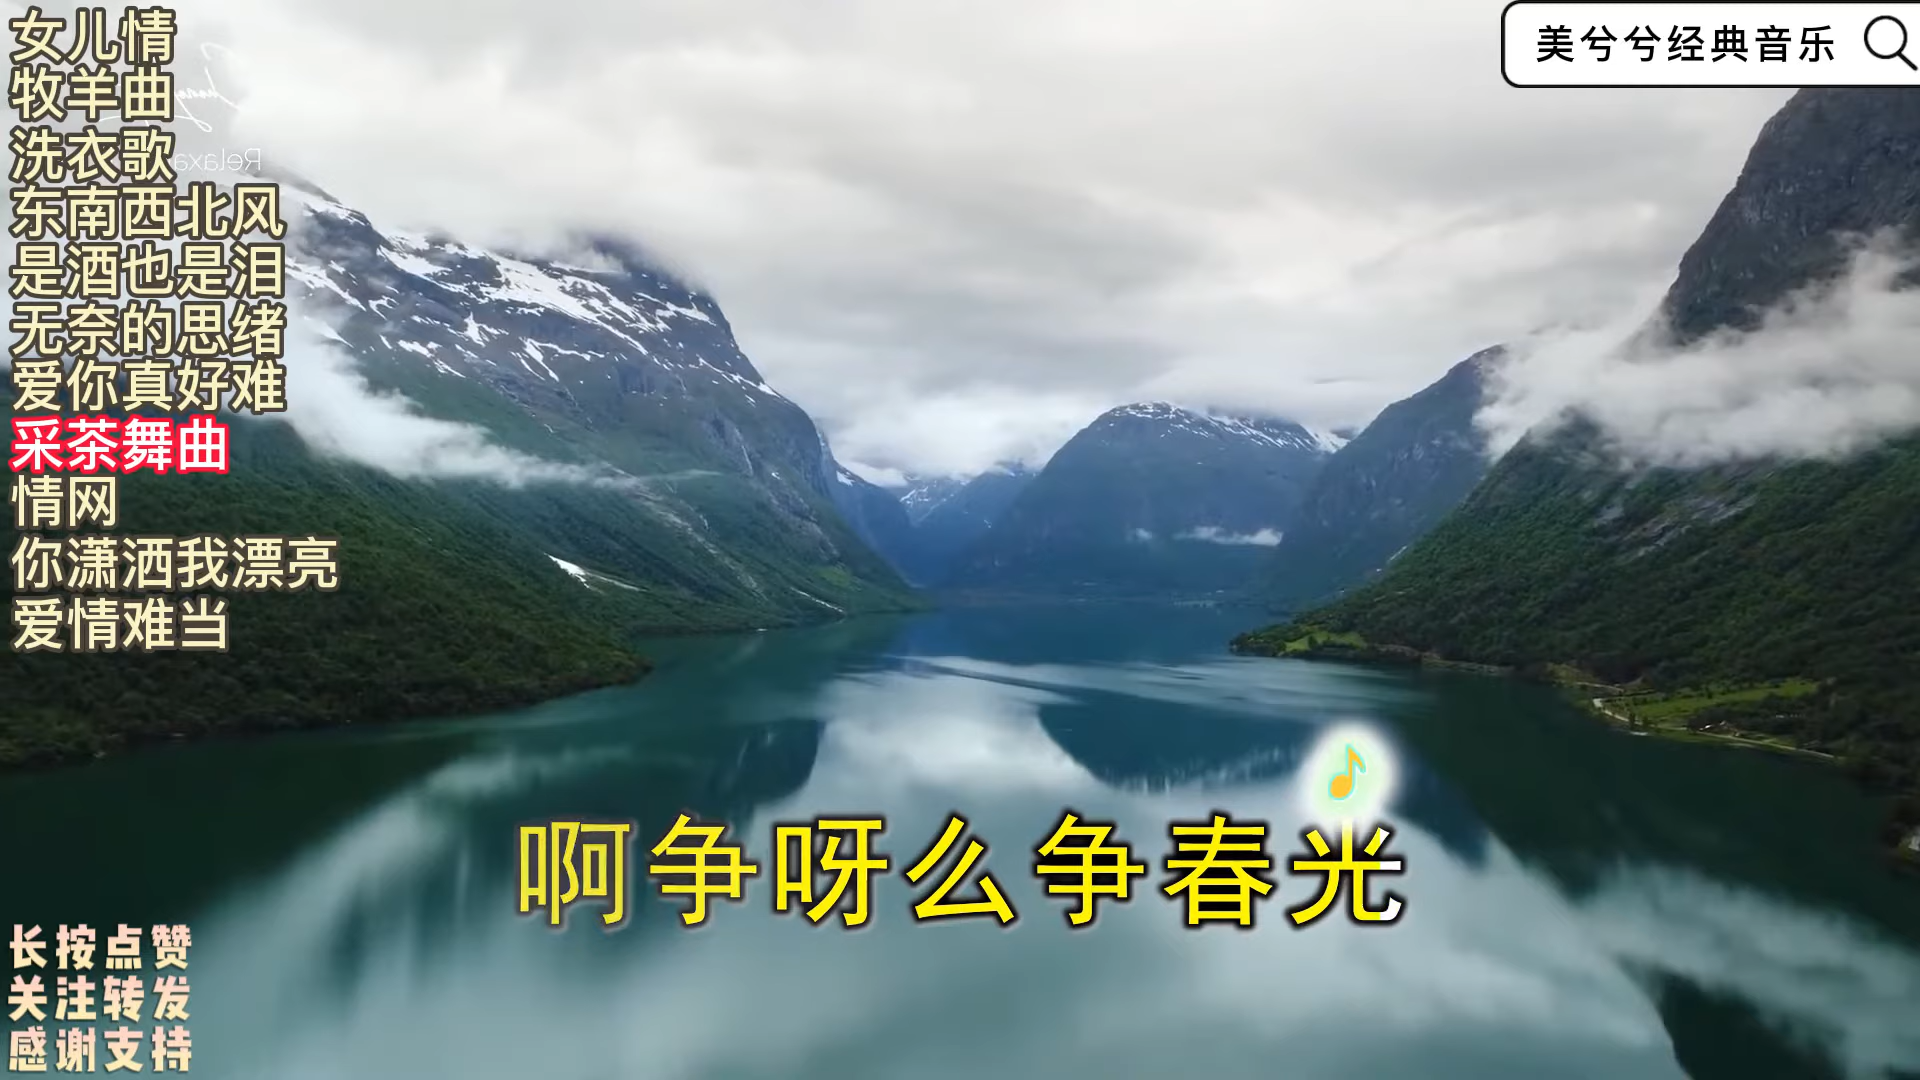 女儿情
牧羊曲
洗衣歌
东南西北风
是酒也是泪
无奈的思绪
爱你真好难
采茶舞曲
情网
你潇洒我漂亮
爱情难当
美兮兮经典音乐
啊争呀么争春光
长按点赞
关注转发
感谢支持